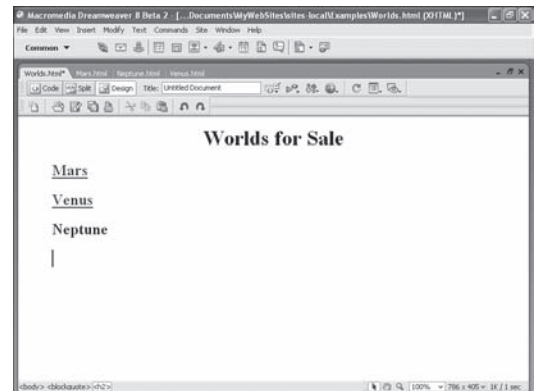 Macromedia Dreamweaver 8 Beta 2 - [...Documents\MyWebSites\sites-local\Examples\Worlds.html (XHTML)*]
File Edit View Insert Modify Text Commands Site Window Help
Common
Worlds.html* Mars.html Neptune.html Venus.html
Code Split Design Title: Untitled Document
Worlds for Sale
Mars
Venus
Neptune
<body> <blockquote> <h2>
100% 786 x 405 1K / 1 sec